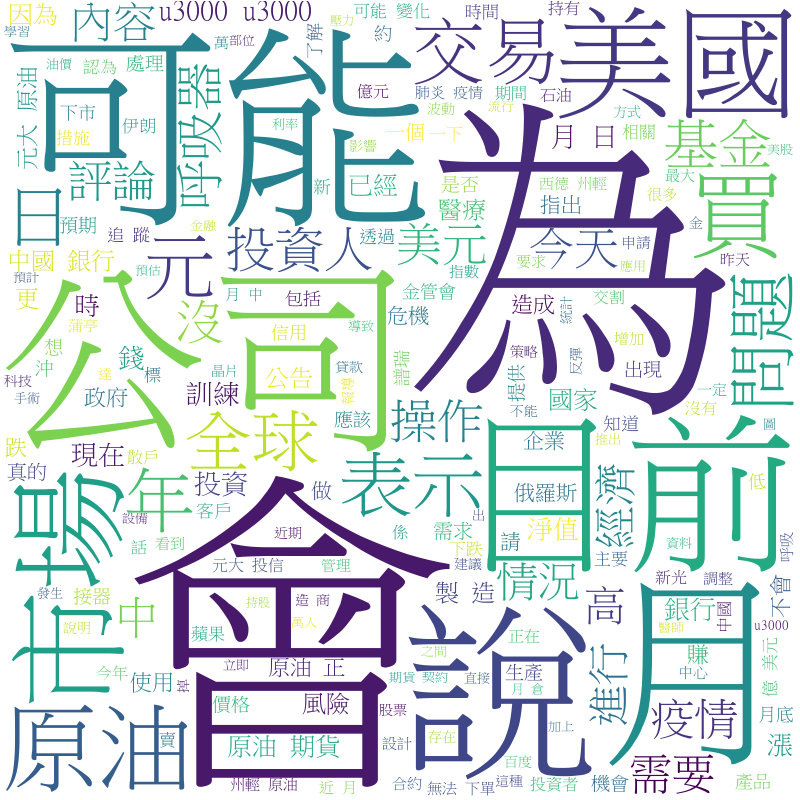 因為
內容
u3000 u3000
可能 變化
時間
持有
學習
油價
認為
處理
萬
部位
壓力
了解
約
交易
美國
可能
原油
元大
下市
措施
伊朗
呼吸器
億元
利率
影響
新
肺炎 疫情
期間
波動
流行
石油
方式
一個
一下
月 日
相關
基金
美股
最大
買
評論
已經
是否
西德 州輕
很多
日
預期
追 蹤
投資人
透過
醫療
指出
金
中國 銀行
金融
元
美元
今天
申請
昨天
指數
要求
應用
為
預計
預估
更
時
月 中
包括
金管會
造成
交割
統計
問題
蒲亭
沒
信用
導致
危機
策略
反彈
增加
出現
想
沖
錢
標
公司
晶片
公告
貸款
縱轉
譜瑞
提供
一定
科技
達
手術
政府
訓練
應該
國家
不能
知道
沒有
圖
跌
現在
全球
操作
企業
推出
目前
真的
散戶
市場
年
投資
做
表示
俄羅斯
經濟
低
設備
客戶
需求
淨值
話
看到
近期
係
下跌
請
出
主要
資料
呼吸
元大 投信
管理
建議
情況
發生
接器
中
會
製 造
高
新光
調整
不會
說明
蘋果
持股
造 商
萬人
說
正在
銀行
醫師
中國
u3000
今年
使用
立即
掉
原油 正
之間
生產
進行
月
賺
中心
億 美元
價格
風險
期貨 契約
直接
月 倉
疫情
月底
原油
賣
原油 期貨
股票
設計
存在
加上
漲
需要
州輕 原油
近 月
合約
無法
百度
下單
這種
投資者
機會
產品